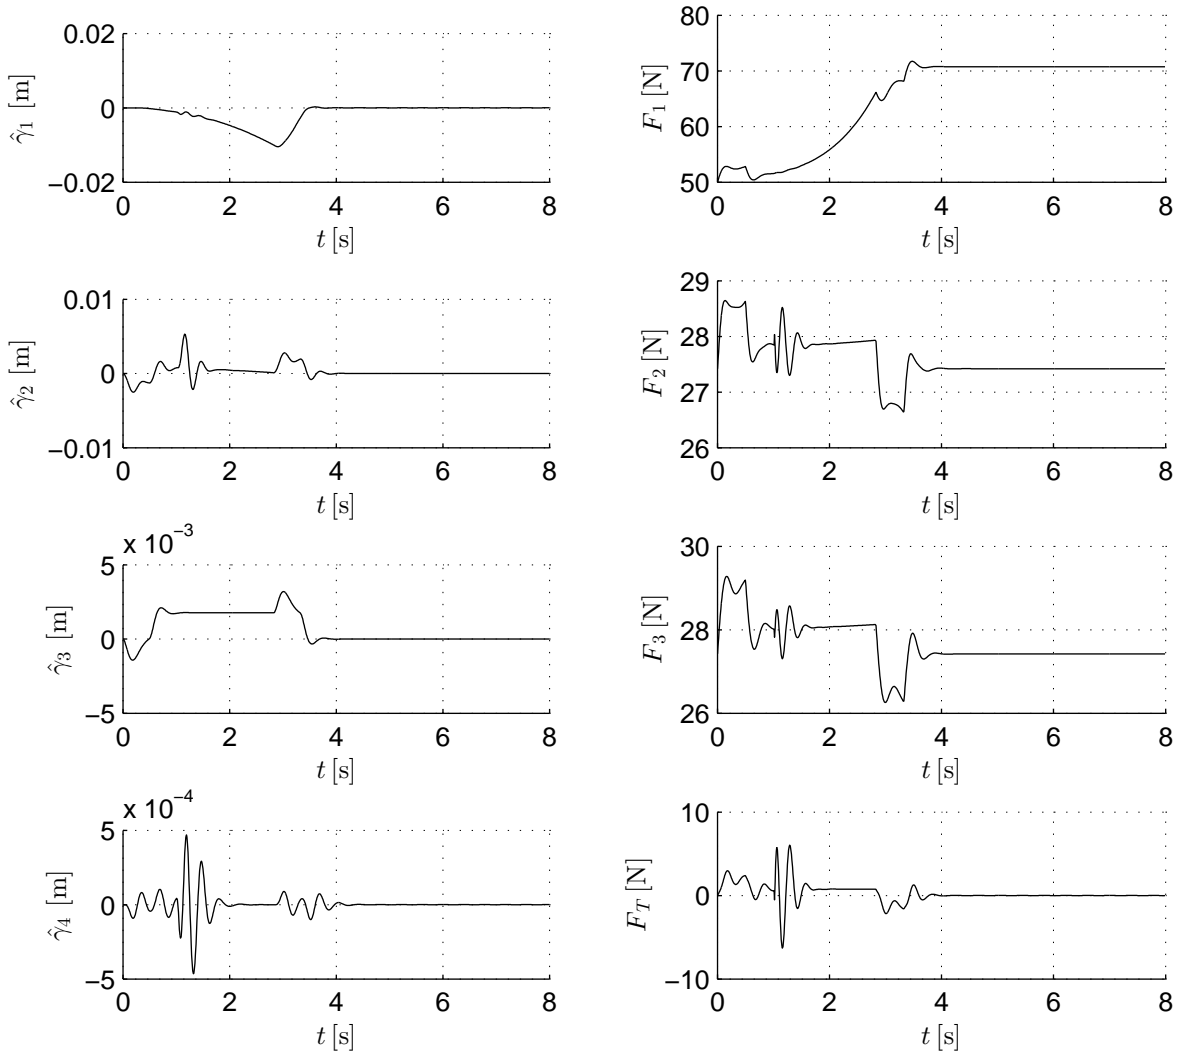 0.02
0
−0.02
γ̂₁ [m]
0 2 4 6 8
t [s]
80
70
60
50
F₁ [N]
0 2 4 6 8
t [s]
0.01
0
−0.01
γ̂₂ [m]
0 2 4 6 8
t [s]
29
28
27
26
F₂ [N]
0 2 4 6 8
t [s]
x 10⁻³
5
0
−5
γ̂₃ [m]
0 2 4 6 8
t [s]
30
28
26
F₃ [N]
0 2 4 6 8
t [s]
x 10⁻⁴
5
0
−5
γ̂₄ [m]
0 2 4 6 8
t [s]
10
0
−10
F_T [N]
0 2 4 6 8
t [s]